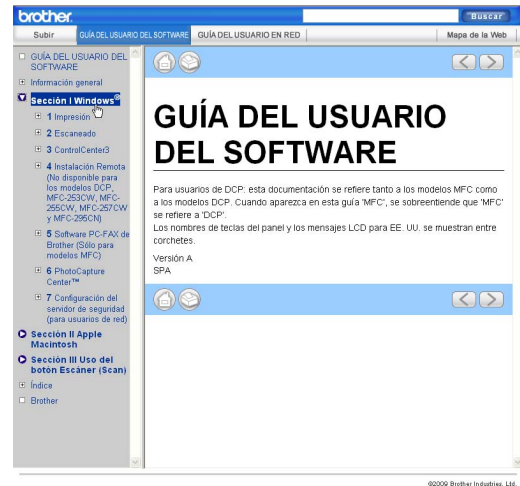 brother
Buscar
Subir
GUÍA DEL USUARIO DEL SOFTWARE
GUÍA DEL USUARIO EN RED
Mapa de la Web
GUÍA DEL USUARIO DEL
SOFTWARE
Información general
Sección I Windows®
1 Impresión
2 Escaneado
3 ControlCenter3
4 Instalación Remota
(No disponible para
los modelos DCP,
MFC-253CW, MFC-
255CW, MFC-257CW
y MFC-295CN)
5 Software PC-FAX de
Brother (Sólo para
modelos MFC)
6 PhotoCapture
Center™
7 Configuración del
servidor de seguridad
(para usuarios de red)
Sección II Apple
Macintosh
Sección III Uso del
botón Escáner (Scan)
Índice
Brother
GUÍA DEL USUARIO
DEL SOFTWARE
Para usuarios de DCP: esta documentación se refiere tanto a los modelos MFC como
a los modelos DCP. Cuando aparezca en esta guía 'MFC', se sobreentiende que 'MFC'
se refiere a 'DCP'.
Los nombres de teclas del panel y los mensajes LCD para EE. UU. se muestran entre
corchetes.
Versión A
SPA
©2009 Brother Industries, Ltd.